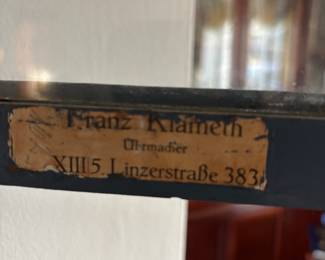 Franz Klameth
Uhrmacher
XIII/5 Linzerstraße 383